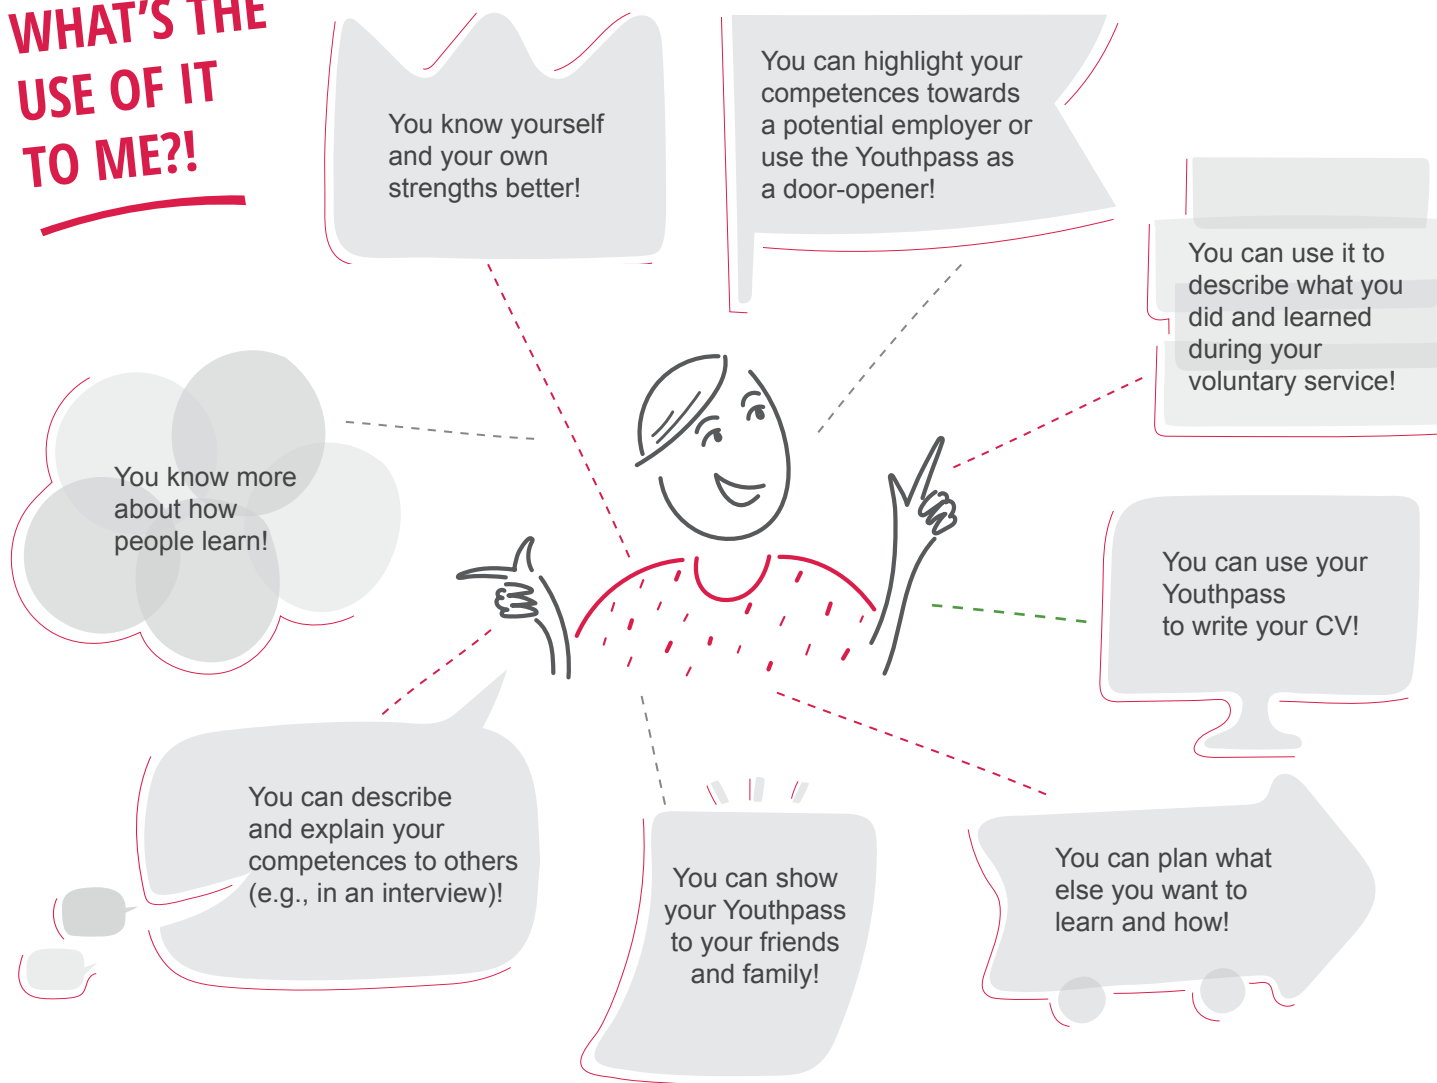 WHAT'S THE
USE OF IT
TO ME?!
You know yourself
and your own
strengths better!
You can highlight your
competences towards
a potential employer or
use the Youthpass as
a door-opener!
You can use it to
describe what you
did and learned
during your
voluntary service!
You know more
about how
people learn!
You can use your
Youthpass
to write your CV!
You can describe
and explain your
competences to others
(e.g., in an interview)!
You can show
your Youthpass
to your friends
and family!
You can plan what
else you want to
learn and how!